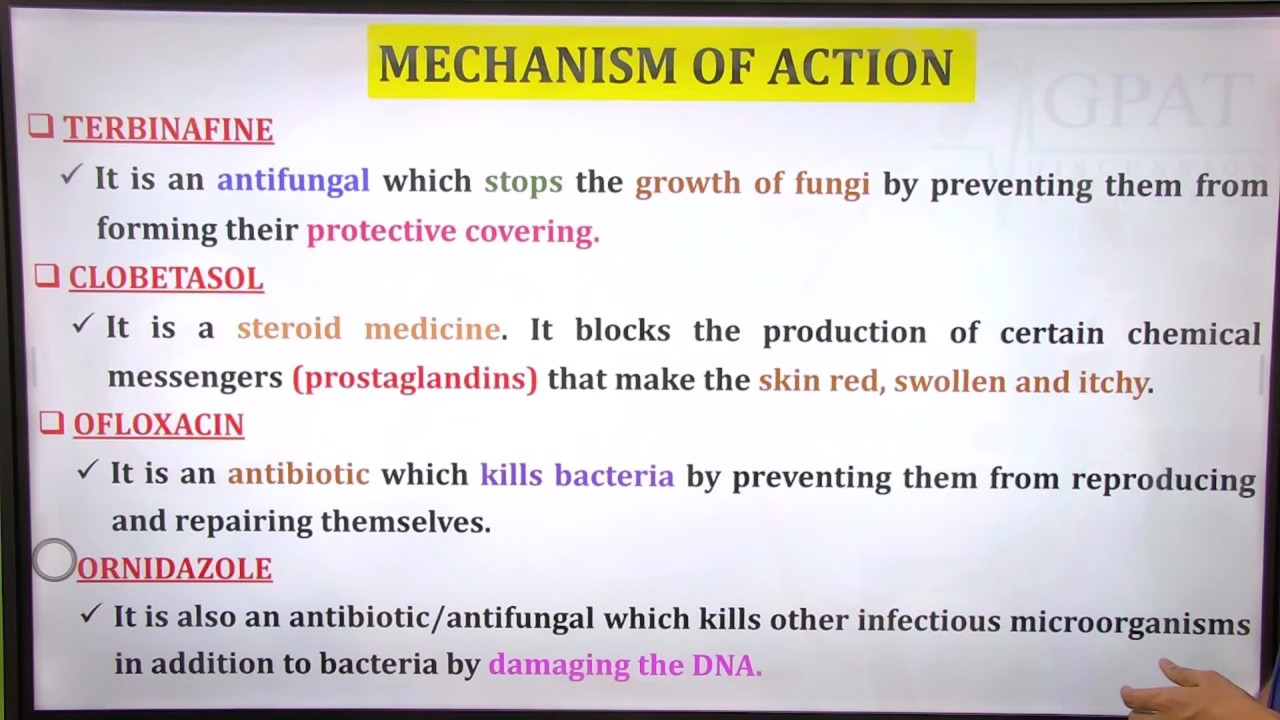 MECHANISM OF ACTION
GPAT
DISCUSSION
TERBINAFINE
It is an antifungal which stops the growth of fungi by preventing them from
forming their protective covering.
CLOBETASOL
It is a steroid medicine. It blocks the production of certain chemical
messengers (prostaglandins) that make the skin red, swollen and itchy.
OFLOXACIN
It is an antibiotic which kills bacteria by preventing them from reproducing
and repairing themselves.
ORNIDAZOLE
It is also an antibiotic/antifungal which kills other infectious microorganisms
in addition to bacteria by damaging the DNA.